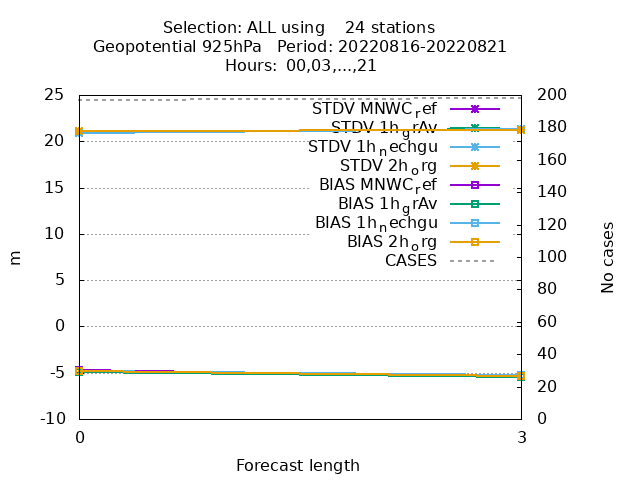 Selection: ALL using    24 stations
Geopotential 925hPa   Period: 20220816-20220821
Hours: 00,03,...,21
STDV MNWC_ref
STDV 1h_grAv
STDV 1h_nechgu
STDV 2h_org
BIAS MNWC_ref
BIAS 1h_grAv
BIAS 1h_nechgu
BIAS 2h_org
CASES
25
20
15
10
5
0
-5
-10
m
200
180
160
140
120
100
80
60
40
20
0
No cases
0 3
Forecast length